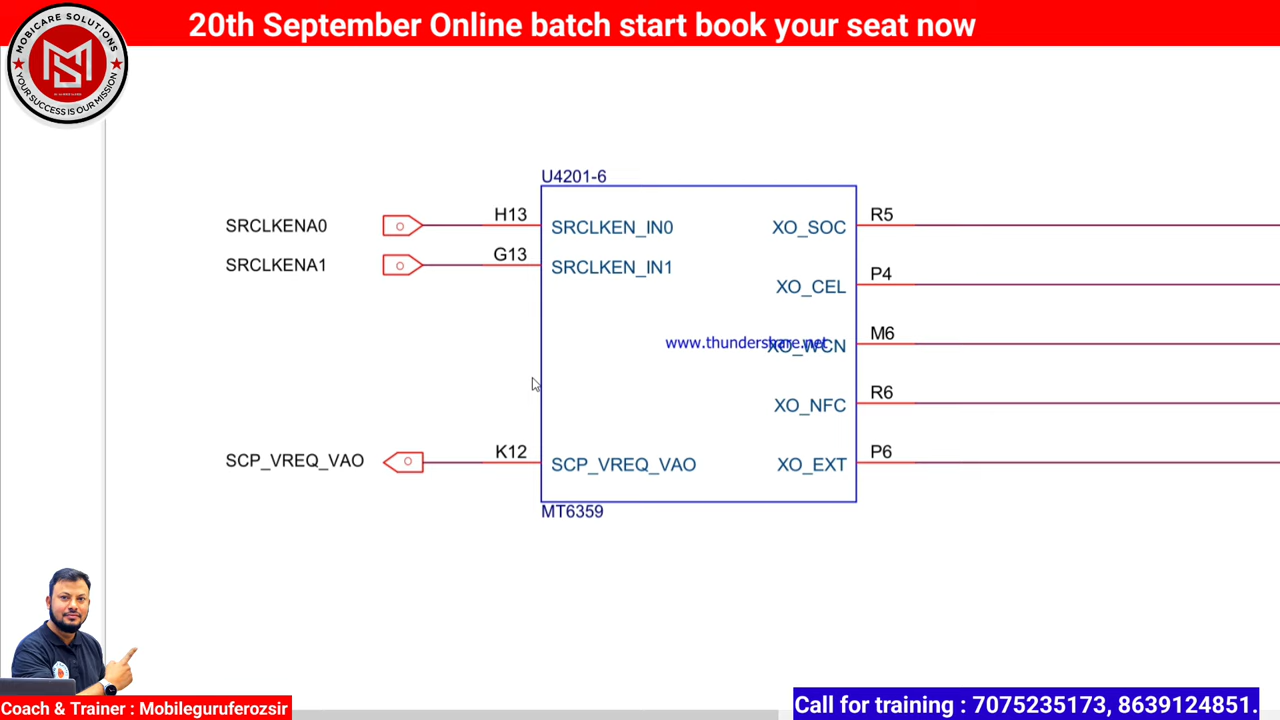 20th September Online batch start book your seat now
MOBICARE SOLUTIONS
YOUR SUCCESS IS OUR MISSION
U4201-6
SRCLKENA0
H13
SRCLKEN_IN0
XO_SOC
R5
SRCLKENA1
G13
SRCLKEN_IN1
XO_CEL
P4
www.thundershare.net
XO_WCN
M6
XO_NFC
R6
SCP_VREQ_VAO
K12
SCP_VREQ_VAO
XO_EXT
P6
MT6359
Coach & Trainer : Mobileguruferozsir
Call for training : 7075235173, 8639124851.